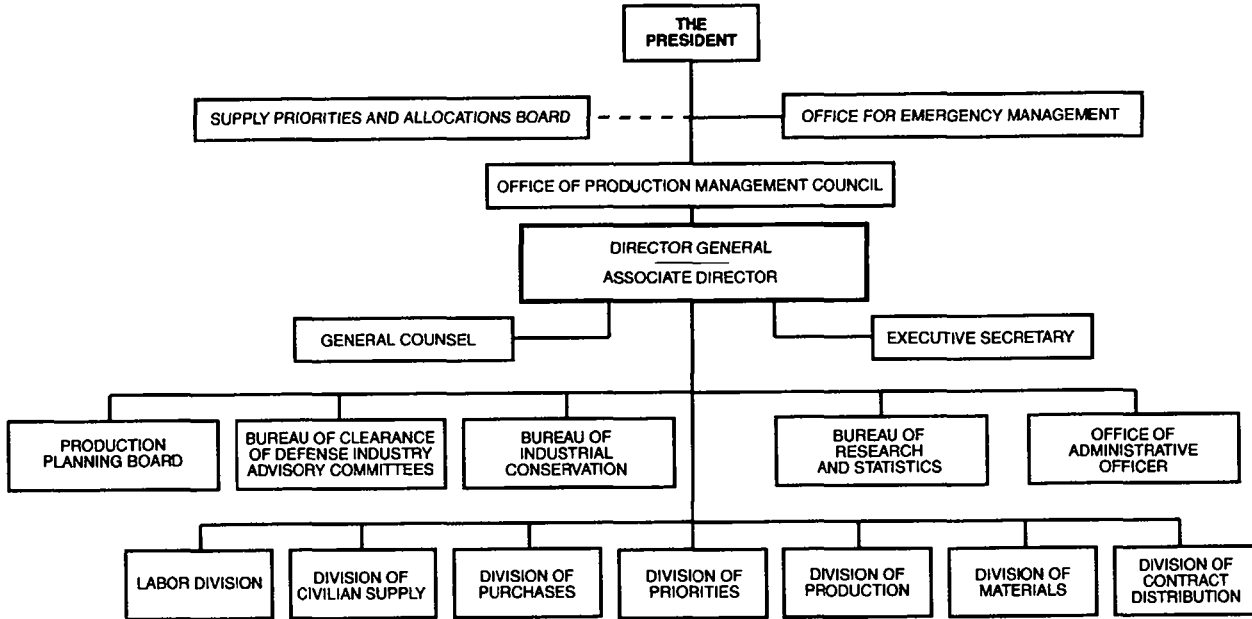 THE
PRESIDENT
SUPPLY PRIORITIES AND ALLOCATIONS BOARD
OFFICE FOR EMERGENCY MANAGEMENT
OFFICE OF PRODUCTION MANAGEMENT COUNCIL
DIRECTOR GENERAL
ASSOCIATE DIRECTOR
GENERAL COUNSEL
EXECUTIVE SECRETARY
PRODUCTION
PLANNING BOARD
BUREAU OF CLEARANCE
OF DEFENSE INDUSTRY
ADVISORY COMMITTEES
BUREAU OF
INDUSTRIAL
CONSERVATION
BUREAU OF
RESEARCH
AND STATISTICS
OFFICE OF
ADMINISTRATIVE
OFFICER
LABOR DIVISION
DIVISION OF
CIVILIAN SUPPLY
DIVISION OF
PURCHASES
DIVISION OF
PRIORITIES
DIVISION OF
PRODUCTION
DIVISION OF
MATERIALS
DIVISION OF
CONTRACT
DISTRIBUTION